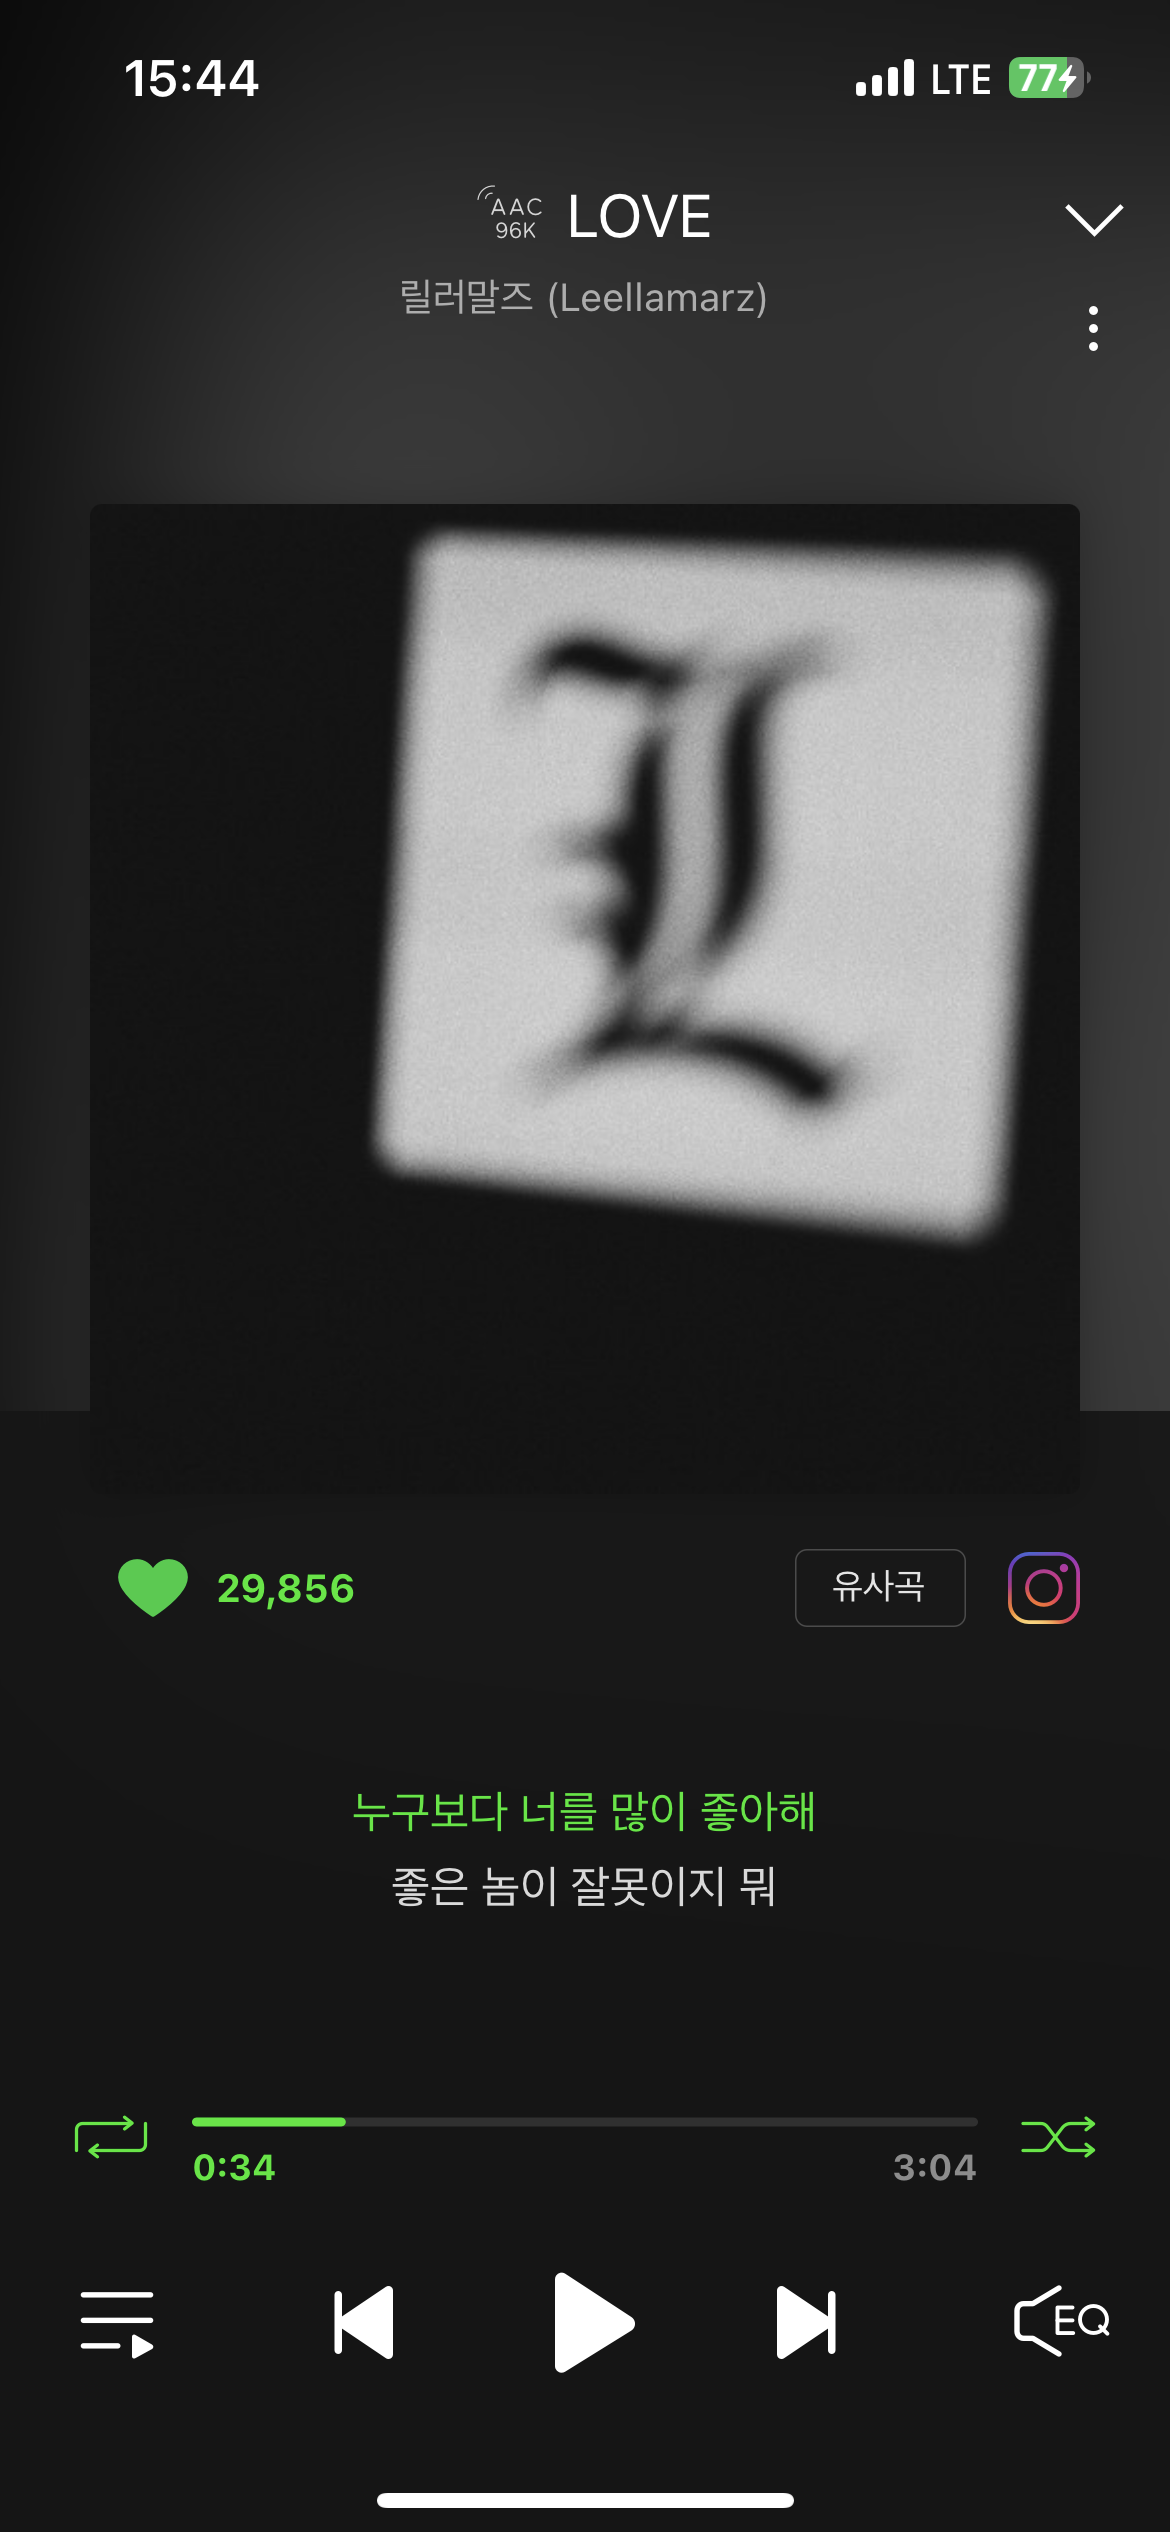 15:44
LTE
77
AAC
96K
LOVE
릴러말즈 (Leellamarz)
L
29,856
유사곡
누구보다 너를 많이 좋아해
좋은 놈이 잘못이지 뭐
0:34
3:04
EQ